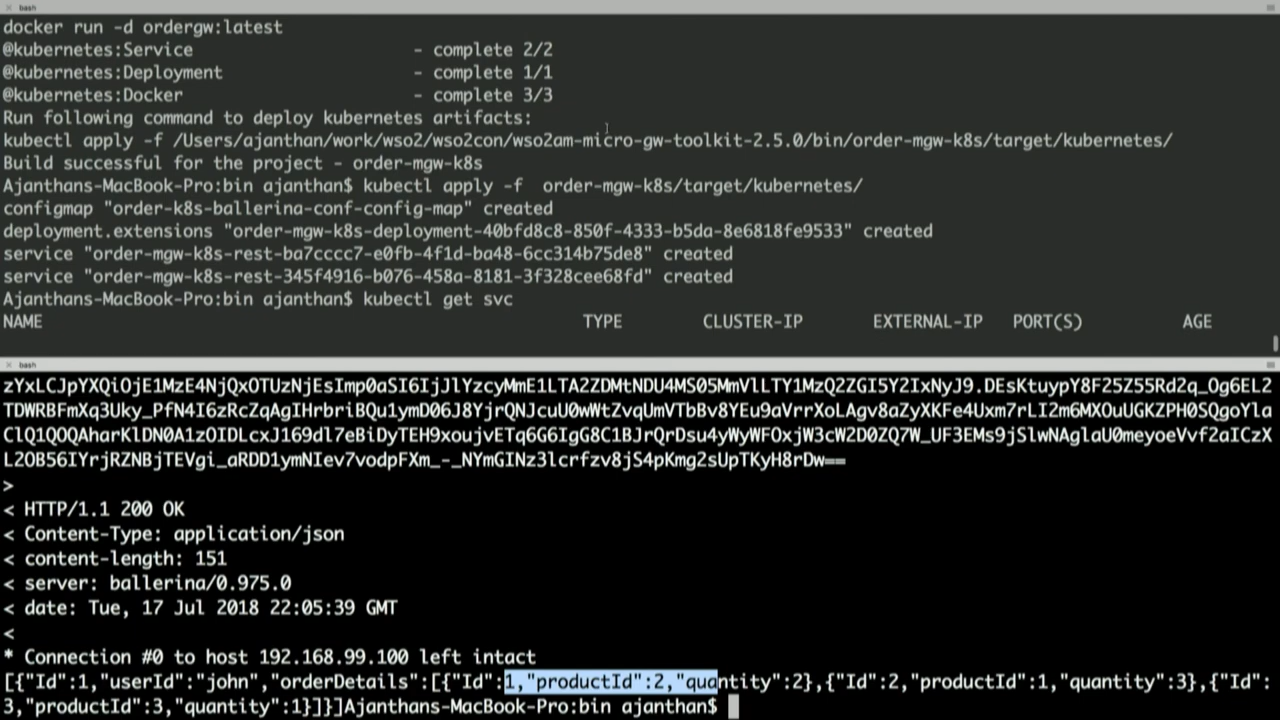 bash
docker run -d ordergw:latest
@kubernetes:Service - complete 2/2
@kubernetes:Deployment - complete 1/1
@kubernetes:Docker - complete 3/3
Run following command to deploy kubernetes artifacts:
kubectl apply -f /Users/ajanthan/work/wso2/wso2con/wso2am-micro-gw-toolkit-2.5.0/bin/order-mgw-k8s/target/kubernetes/
Build successful for the project - order-mgw-k8s
Ajanthans-MacBook-Pro:bin ajanthan$ kubectl apply -f  order-mgw-k8s/target/kubernetes/
configmap "order-k8s-ballerina-conf-config-map" created
deployment.extensions "order-mgw-k8s-deployment-40bfd8c8-850f-4333-b5da-8e6818fe9533" created
service "order-mgw-k8s-rest-ba7cccc7-e0fb-4f1d-ba48-6cc314b75de8" created
service "order-mgw-k8s-rest-345f4916-b076-458a-8181-3f328cee68fd" created
Ajanthans-MacBook-Pro:bin ajanthan$ kubectl get svc
NAME TYPE CLUSTER-IP EXTERNAL-IP PORT(S) AGE
bash
zYxLCJpYXQiOjE1MzE4NjQxOTUzNjEsImp0aSI6IjJlYzcyMmE1LTA2ZDMtNDU4MS05MmVlLTY1MzQ2ZGI5Y2IxNyJ9.DEsKtuypY8F25Z55Rd2q_Og6EL2
TDWRBFmXq3Uky_PfN4I6zRcZqAgIHrbriBQu1ymD06J8YjrQNJcuU0wWtZvqUmVTbBv8YEu9aVrrXoLAgv8aZyXKFe4Uxm7rLI2m6MXOuUGKZPH0SQgoYla
ClQ1QOQAharKlDN0A1zOIDLcxJ169dl7eBiDyTEH9xoujvETq6G6IgG8C1BJrQrDsu4yWyWFOxjW3cW2D0ZQ7W_UF3EMs9jSlwNAglaU0meyoeVvf2aICzX
L2OB56IYrjRZNBjTEVgi_aRDD1ymNIev7vodpFXm_-_NYmGINz3lcrfzv8jS4pKmg2sUpTKyH8rDw==
>
< HTTP/1.1 200 OK
< Content-Type: application/json
< content-length: 151
< server: ballerina/0.975.0
< date: Tue, 17 Jul 2018 22:05:39 GMT
<
* Connection #0 to host 192.168.99.100 left intact
[{"Id":1,"userId":"john","orderDetails":[{"Id":1,"productId":2,"quantity":2},{"Id":2,"productId":1,"quantity":3},{"Id":
3,"productId":3,"quantity":1}]}]Ajanthans-MacBook-Pro:bin ajanthan$